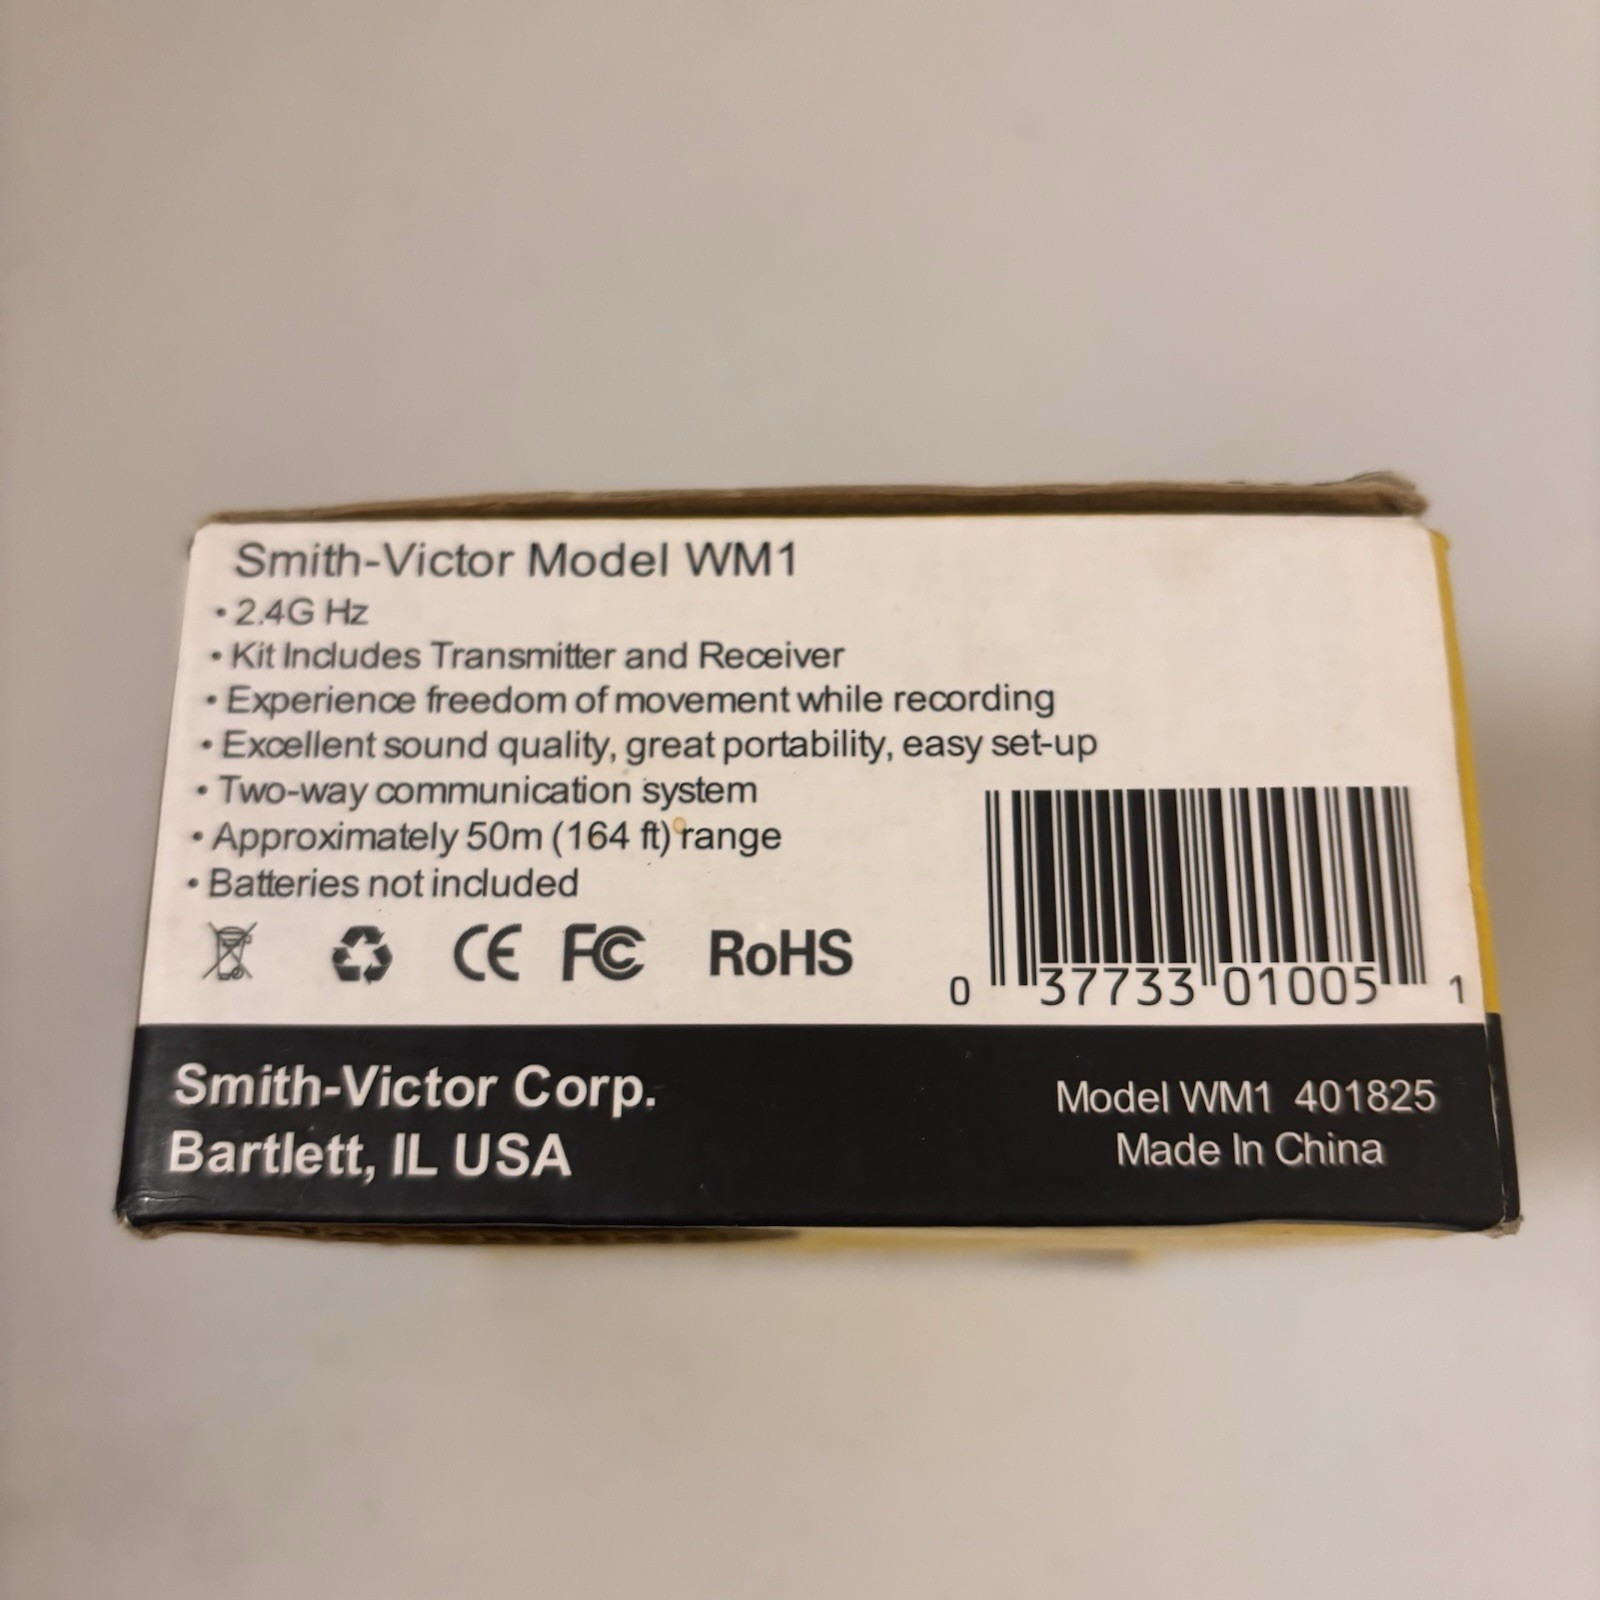 Smith-Victor Model WM1
• 2.4G Hz
• Kit Includes Transmitter and Receiver
• Experience freedom of movement while recording
• Excellent sound quality, great portability, easy set-up
• Two-way communication system
• Approximately 50m (164 ft) range
• Batteries not included
CE FC RoHS
0 37733 01005 1
Smith-Victor Corp.
Bartlett, IL USA
Model WM1 401825
Made In China